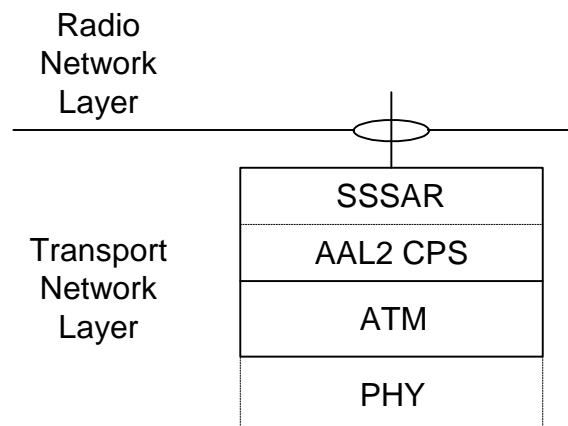 Radio
Network
Layer
SSSAR
AAL2 CPS
Transport
Network
Layer
ATM
PHY